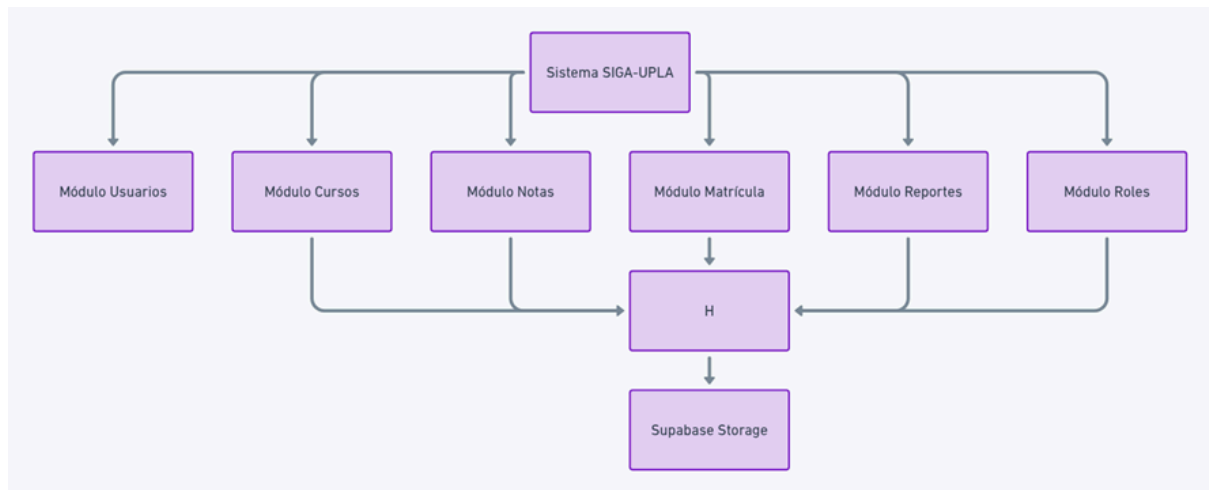 Sistema SIGA-UPLA
Módulo Usuarios
Módulo Cursos
Módulo Notas
Módulo Matrícula
Módulo Reportes
Módulo Roles
H
Supabase Storage